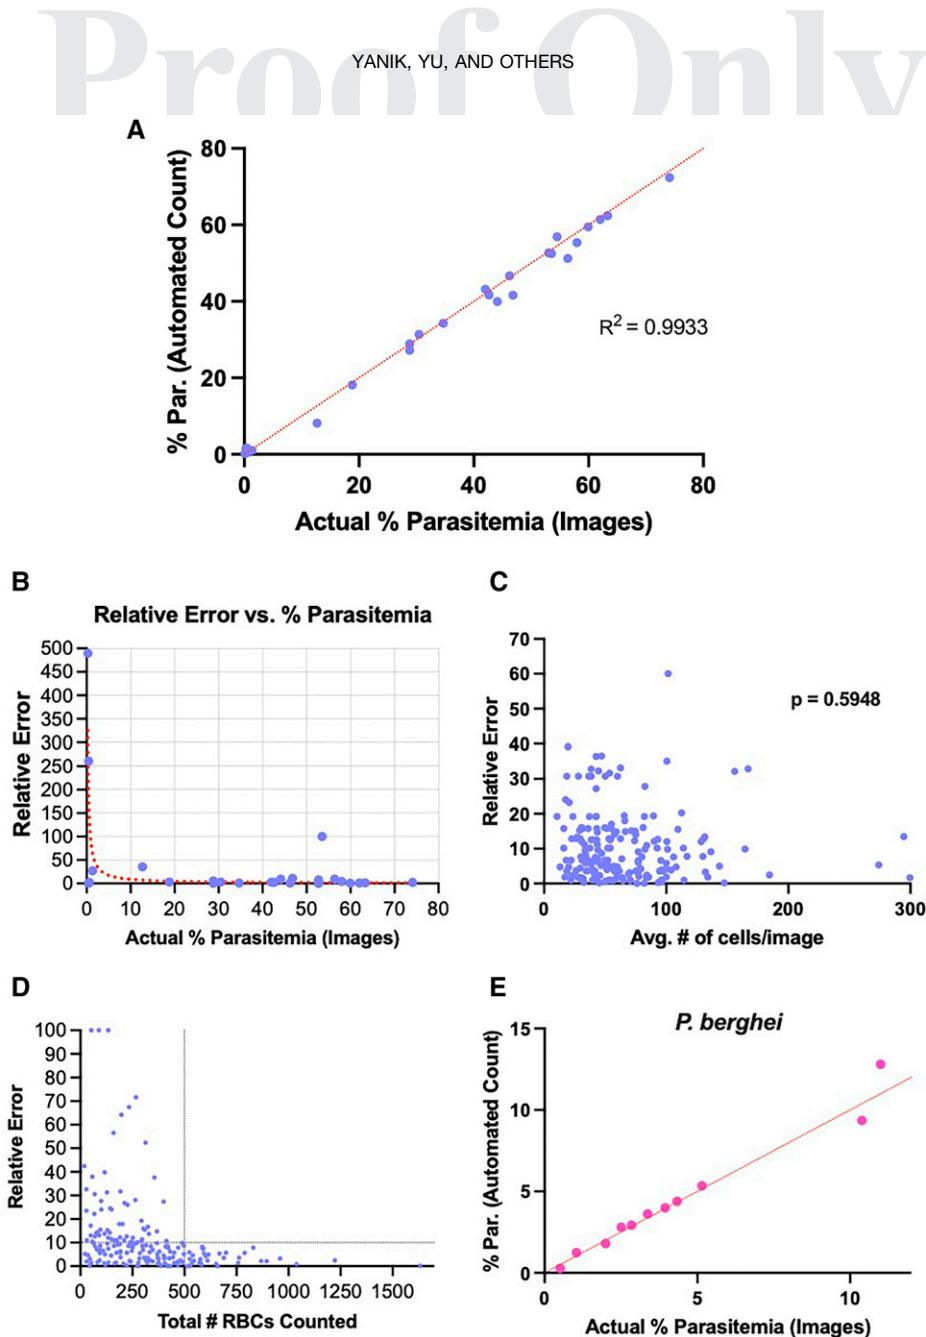 Proof Only
YANIK, YU, AND OTHERS
A
% Par. (Automated Count)
80
60
40
20
0
R2 = 0.9933
0 20 40 60 80
Actual % Parasitemia (Images)
B
Relative Error vs. % Parasitemia
Relative Error
500
450
400
350
300
250
200
150
100
50
0
0 10 20 30 40 50 60 70 80
Actual % Parasitemia (Images)
C
Relative Error
70
60
50
40
30
20
10
0
p = 0.5948
0 100 200 300
Avg. # of cells/image
D
Relative Error
100
90
80
70
60
50
40
30
20
10
0
0 250 500 750 1000 1250 1500
Total # RBCs Counted
E
P. berghei
% Par. (Automated Count)
15
10
5
0
0 5 10
Actual % Parasitemia (Images)